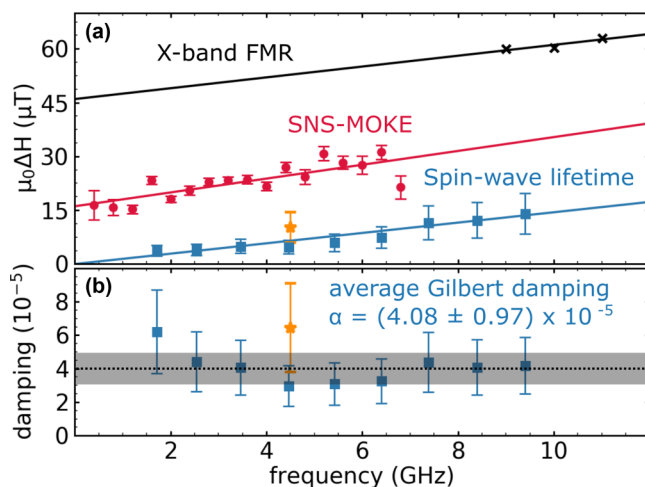 (a)
X-band FMR
SNS-MOKE
Spin-wave lifetime
μ₀ΔH (μT)
60
45
30
15
0
(b)
average Gilbert damping
α = (4.08 ± 0.97) x 10⁻⁵
damping (10⁻⁵)
8
6
4
2
0
2 4 6 8 10
frequency (GHz)